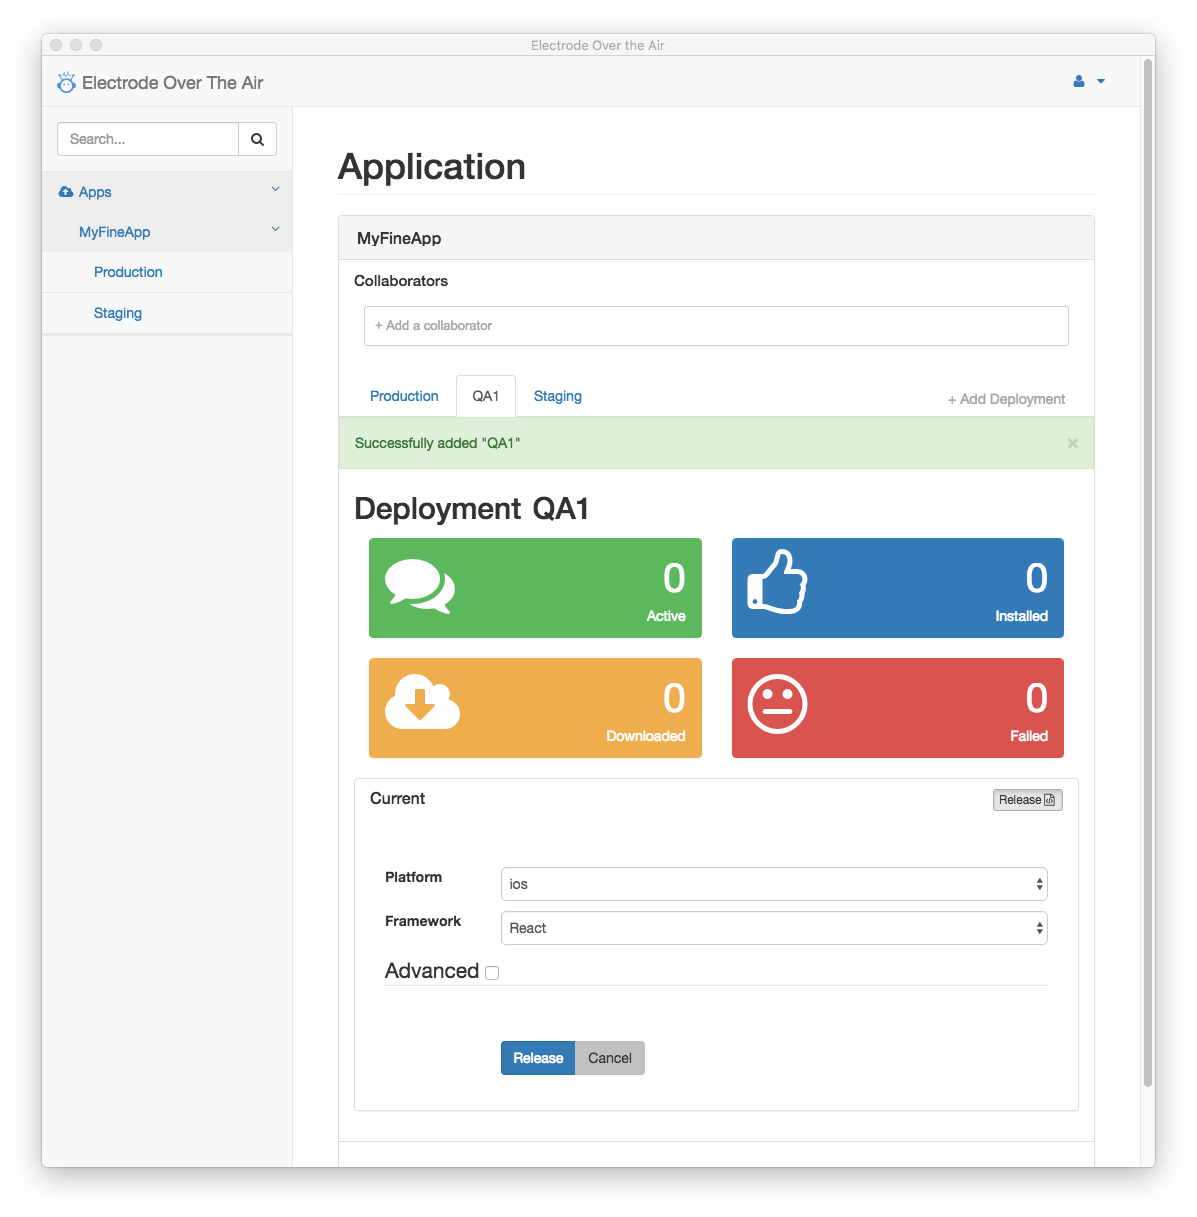 Electrode Over the Air
Electrode Over The Air
Search...
Apps
MyFineApp
Production
Staging
Application
MyFineApp
Collaborators
+ Add a collaborator
Production
QA1
Staging
+ Add Deployment
Successfully added "QA1"
×
Deployment QA1
0
Active
0
Installed
0
Downloaded
0
Failed
Current
Release
Platform
ios
Framework
React
Advanced
Release
Cancel